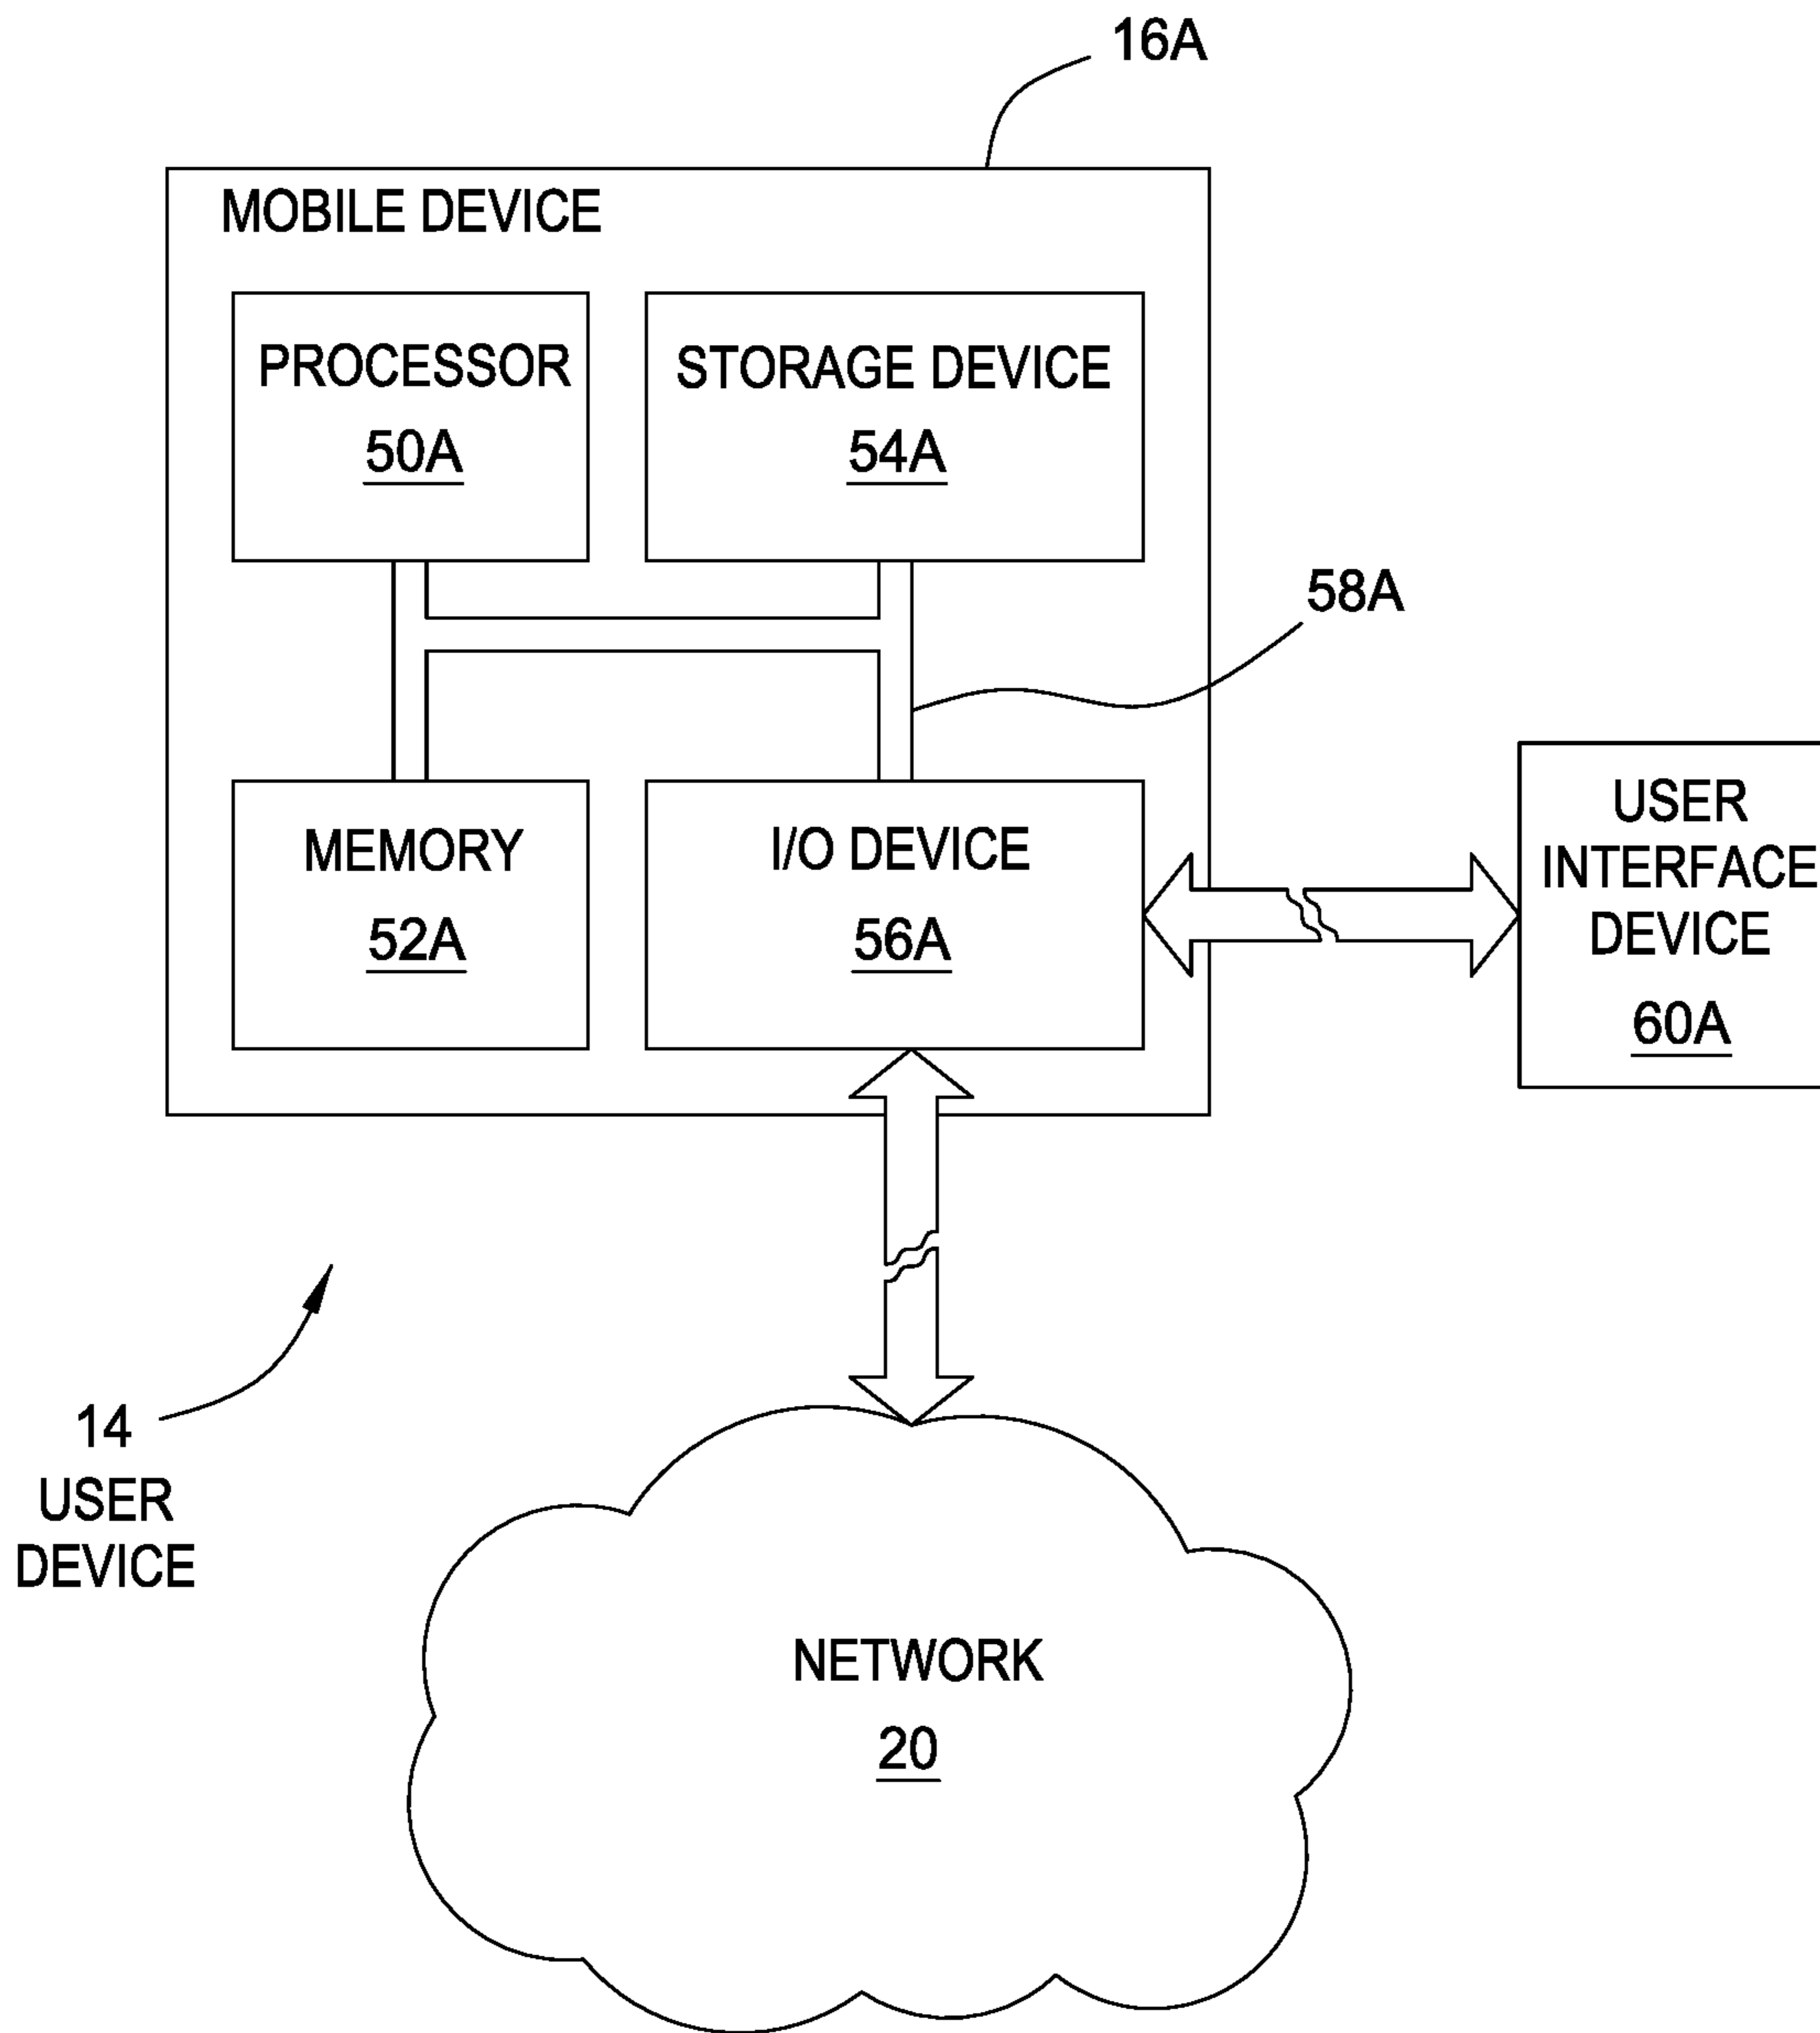 16A
MOBILE DEVICE
PROCESSOR
50A
STORAGE DEVICE
54A
58A
MEMORY
52A
I/O DEVICE
56A
USER
INTERFACE
DEVICE
60A
14
USER
DEVICE
NETWORK
20